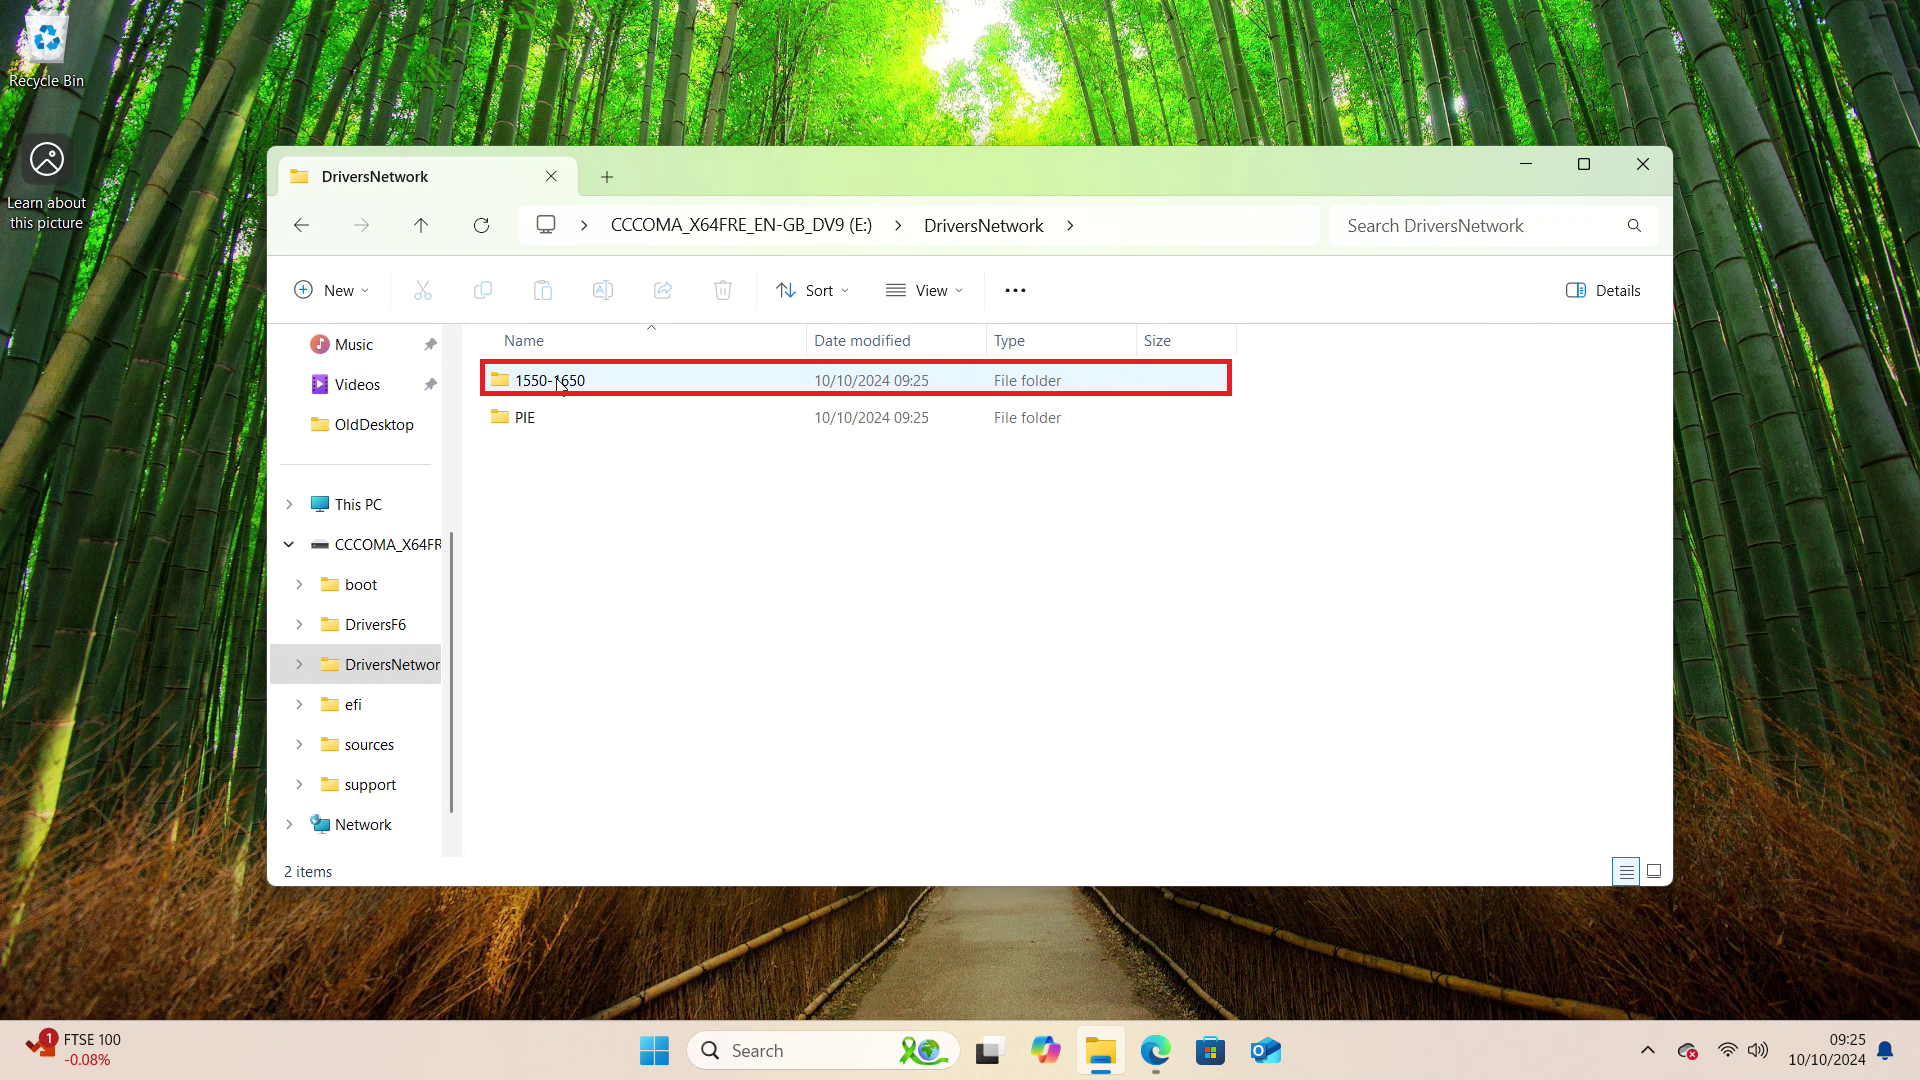 Recycle Bin
Learn about
this picture
DriversNetwork
CCCOMA_X64FRE_EN-GB_DV9 (E:)
DriversNetwork
Search DriversNetwork
New
Sort
View
Details
Music
Videos
OldDesktop
This PC
CCCOMA_X64FR
boot
DriversF6
DriversNetwor
efi
sources
support
Network
Name
Date modified
Type
Size
1550-1650
10/10/2024 09:25
File folder
PIE
10/10/2024 09:25
File folder
2 items
1
FTSE 100
-0.08%
Search
09:25
10/10/2024